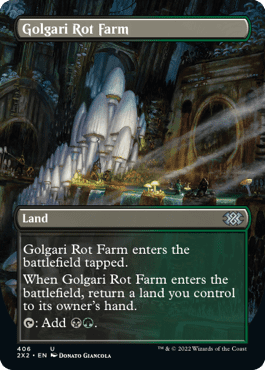 Golgari Rot Farm
Land
Golgari Rot Farm enters the
battlefield tapped.
When Golgari Rot Farm enters the
battlefield, return a land you control
to its owner's hand.
: Add .
406 U
2X2 • EN Donato Giancola
™ & © 2022 Wizards of the Coast